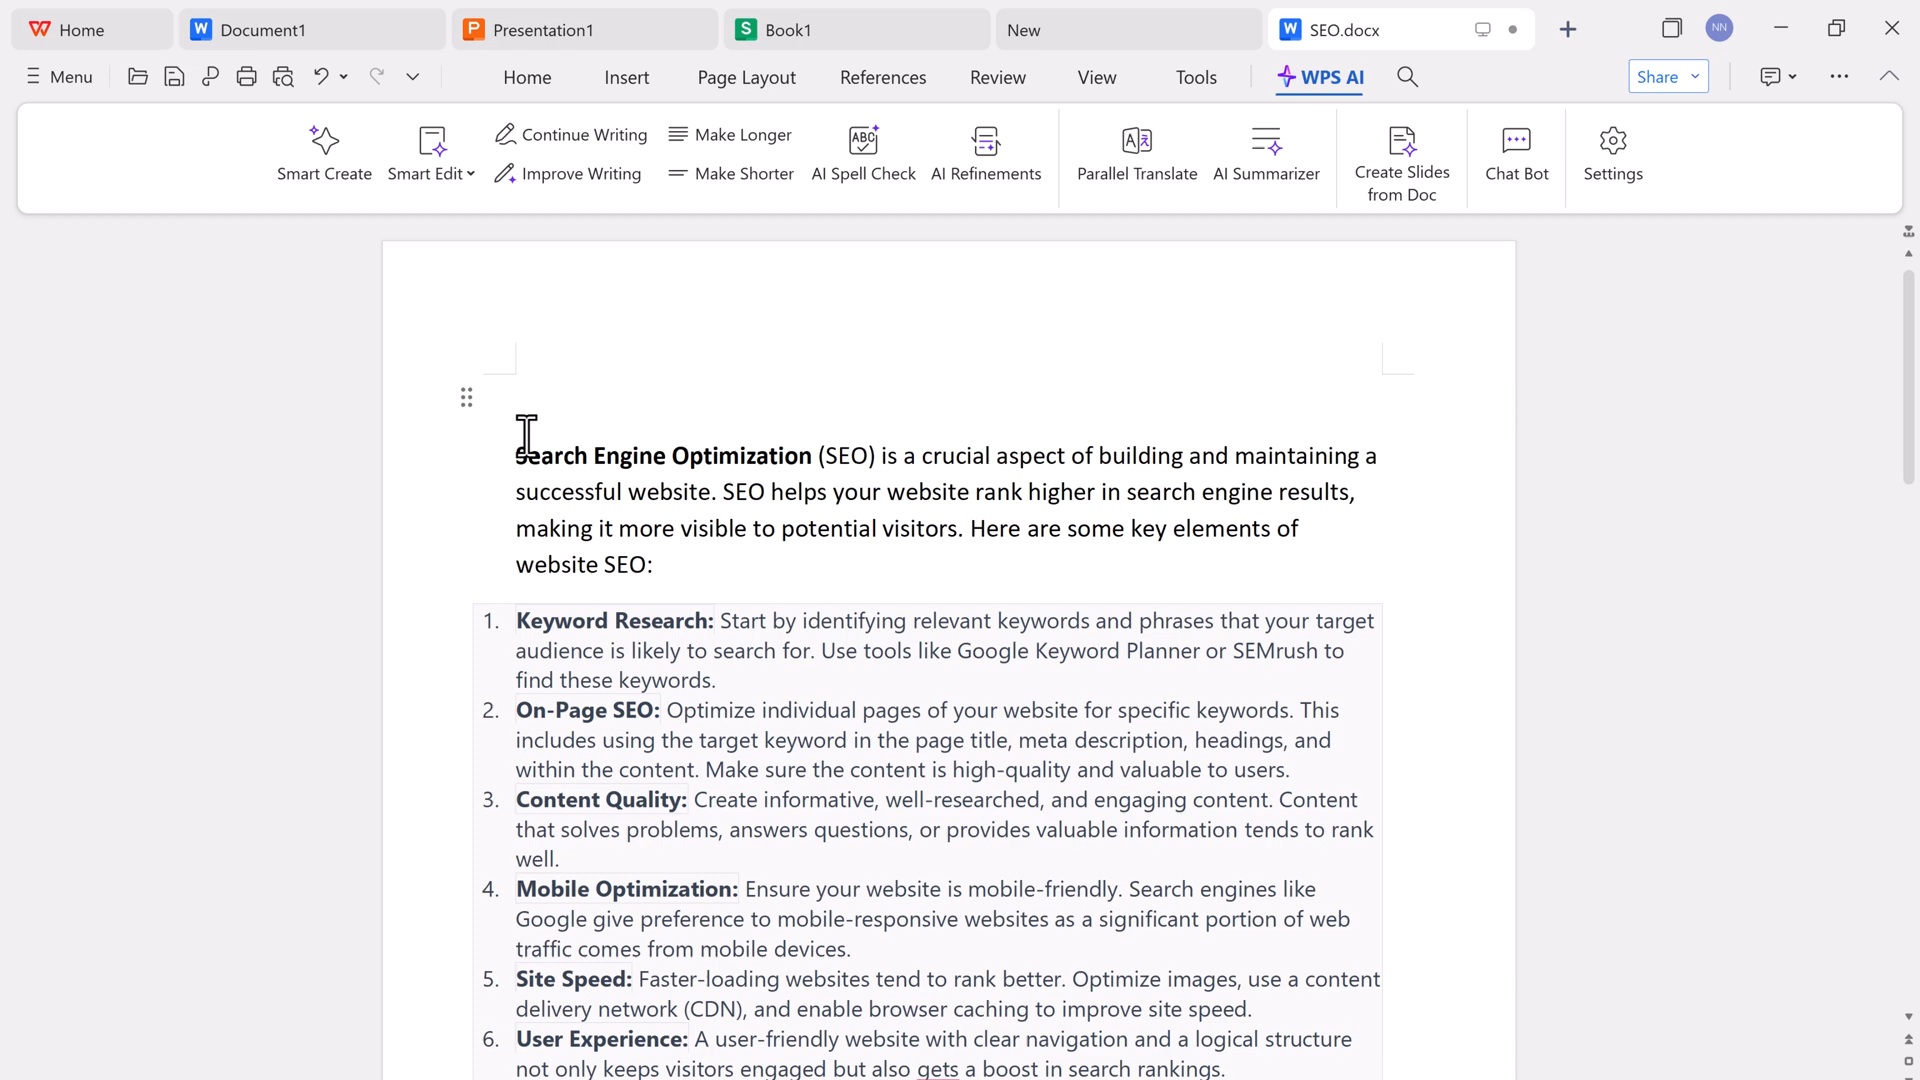 Home
Document1
Presentation1
Book1
New
SEO.docx
NN
Menu
Home
Insert
Page Layout
References
Review
View
Tools
WPS AI
Share
Smart Create
Smart Edit
Continue Writing
Improve Writing
Make Longer
Make Shorter
ABC
AI Spell Check
AI Refinements
Parallel Translate
AI Summarizer
Create Slides
from Doc
Chat Bot
Settings
Search Engine Optimization (SEO) is a crucial aspect of building and maintaining a
successful website. SEO helps your website rank higher in search engine results,
making it more visible to potential visitors. Here are some key elements of
website SEO:
1. Keyword Research: Start by identifying relevant keywords and phrases that your target
audience is likely to search for. Use tools like Google Keyword Planner or SEMrush to
find these keywords.
2. On-Page SEO: Optimize individual pages of your website for specific keywords. This
includes using the target keyword in the page title, meta description, headings, and
within the content. Make sure the content is high-quality and valuable to users.
3. Content Quality: Create informative, well-researched, and engaging content. Content
that solves problems, answers questions, or provides valuable information tends to rank
well.
4. Mobile Optimization: Ensure your website is mobile-friendly. Search engines like
Google give preference to mobile-responsive websites as a significant portion of web
traffic comes from mobile devices.
5. Site Speed: Faster-loading websites tend to rank better. Optimize images, use a content
delivery network (CDN), and enable browser caching to improve site speed.
6. User Experience: A user-friendly website with clear navigation and a logical structure
not only keeps visitors engaged but also gets a boost in search rankings.